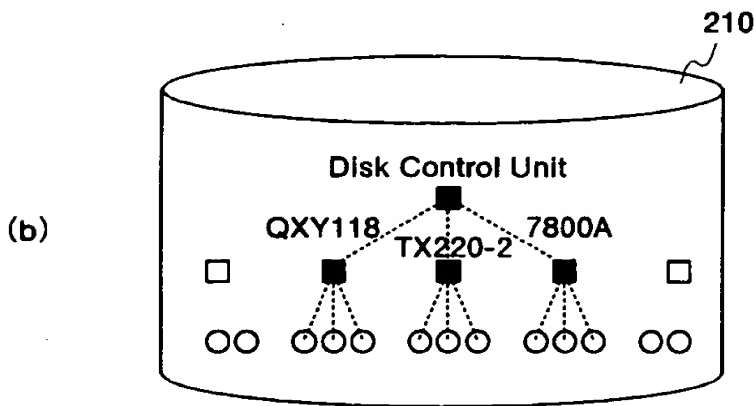 210
Disk Control Unit
(b)
QXY118
7800A
TX220-2